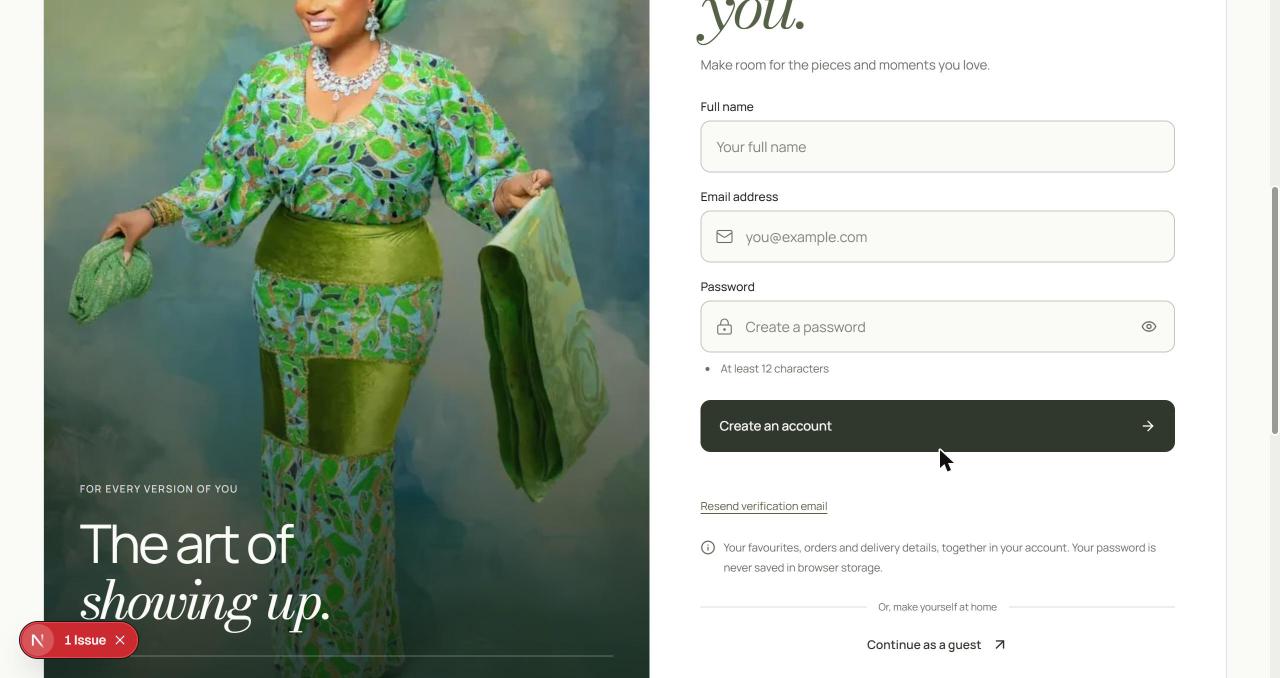 you.
Make room for the pieces and moments you love.
Full name
Your full name
Email address
you@example.com
Password
Create a password
At least 12 characters
Create an account
Resend verification email
Your favourites, orders and delivery details, together in your account. Your password is
never saved in browser storage.
Or, make yourself at home
Continue as a guest
FOR EVERY VERSION OF YOU
The art of
showing up.
N
1 Issue